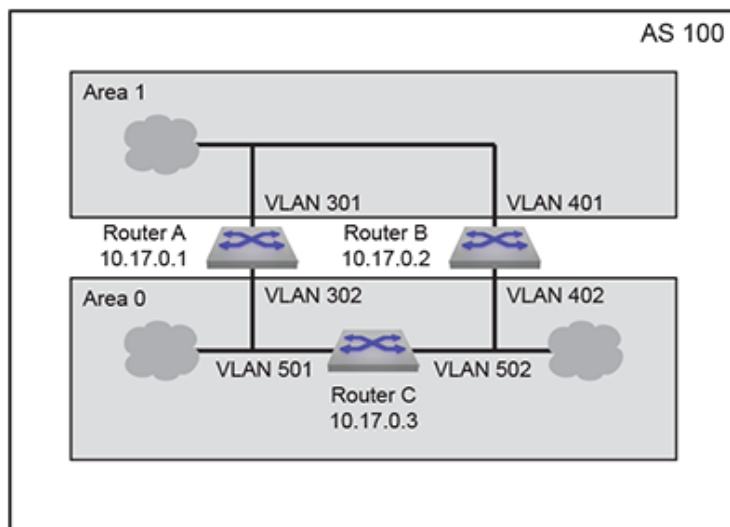 AS 100
Area 1
VLAN 301
VLAN 401
Router A
10.17.0.1
Router B
10.17.0.2
Area 0
VLAN 302
VLAN 402
VLAN 501
VLAN 502
Router C
10.17.0.3